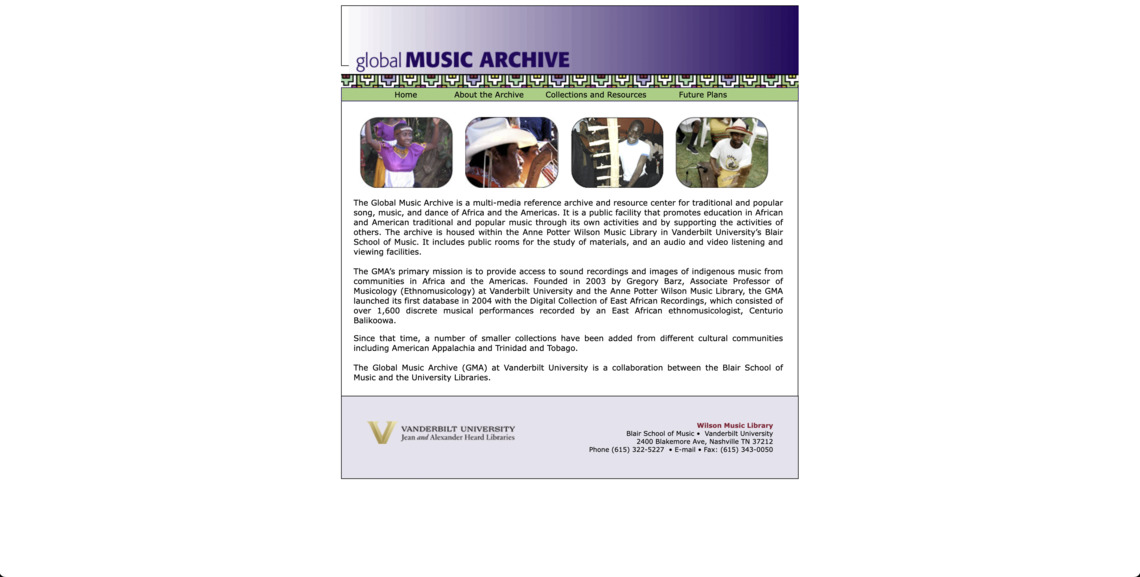 global MUSIC ARCHIVE
Home About the Archive Collections and Resources Future Plans
The Global Music Archive is a multi-media reference archive and resource center for traditional and popular
song, music, and dance of Africa and the Americas. It is a public facility that promotes education in African
and American traditional and popular music through its own activities and by supporting the activities of
others. The archive is housed within the Anne Potter Wilson Music Library in Vanderbilt University’s Blair
School of Music. It includes public rooms for the study of materials, and an audio and video listening and
viewing facilities.
The GMA’s primary mission is to provide access to sound recordings and images of indigenous music from
communities in Africa and the Americas. Founded in 2003 by Gregory Barz, Associate Professor of
Musicology (Ethnomusicology) at Vanderbilt University and the Anne Potter Wilson Music Library, the GMA
launched its first database in 2004 with the Digital Collection of East African Recordings, which consisted of
over 1,600 discrete musical performances recorded by an East African ethnomusicologist, Centurio
Balikoowa.
Since that time, a number of smaller collections have been added from different cultural communities
including American Appalachia and Trinidad and Tobago.
The Global Music Archive (GMA) at Vanderbilt University is a collaboration between the Blair School of
Music and the University Libraries.
VANDERBILT UNIVERSITY
Jean and Alexander Heard Libraries
Wilson Music Library
Blair School of Music • Vanderbilt University
2400 Blakemore Ave, Nashville TN 37212
Phone (615) 322-5227 • E-mail • Fax: (615) 343-0050